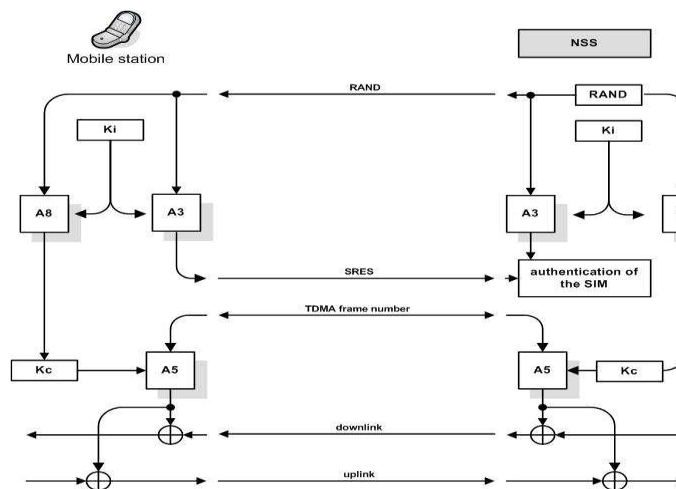 Mobile station
NSS
RAND
RAND
Ki
Ki
A8
A3
A3
SRES
authentication of
the SIM
TDMA frame number
Kc
A5
A5
Kc
downlink
uplink